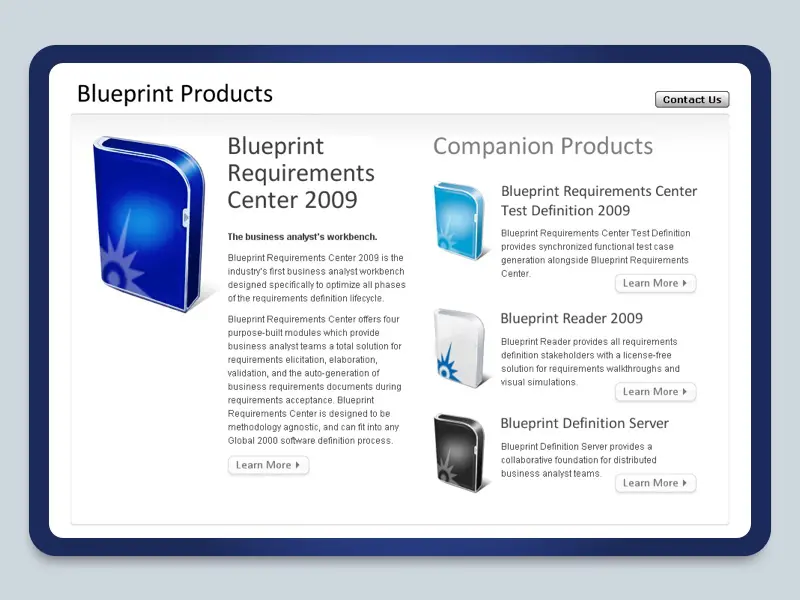 Blueprint Products
Contact Us
Blueprint
Requirements
Center 2009
The business analyst's workbench.
Blueprint Requirements Center 2009 is the
industry's first business analyst workbench
designed specifically to optimize all phases
of the requirements definition lifecycle.
Blueprint Requirements Center offers four
purpose-built modules which provide
business analyst teams a total solution for
requirements elicitation, elaboration,
validation, and the auto-generation of
business requirements documents during
requirements acceptance. Blueprint
Requirements Center is designed to be
methodology agnostic, and can fit into any
Global 2000 software definition process.
Learn More
Companion Products
Blueprint Requirements Center
Test Definition 2009
Blueprint Requirements Center Test Definition
provides synchronized functional test case
generation alongside Blueprint Requirements
Center.
Learn More
Blueprint Reader 2009
Blueprint Reader provides all requirements
definition stakeholders with a license-free
solution for requirements walkthroughs and
visual simulations.
Learn More
Blueprint Definition Server
Blueprint Definition Server provides a
collaborative foundation for distributed
business analyst teams.
Learn More